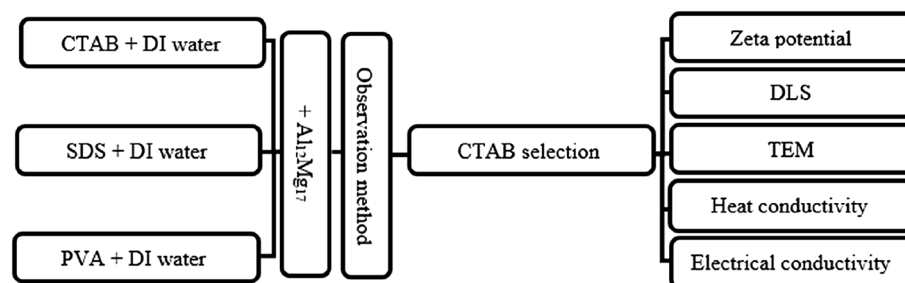 CTAB + DI water
SDS + DI water
PVA + DI water
+ Al₁₂Mg₁₇
Observation method
CTAB selection
Zeta potential
DLS
TEM
Heat conductivity
Electrical conductivity